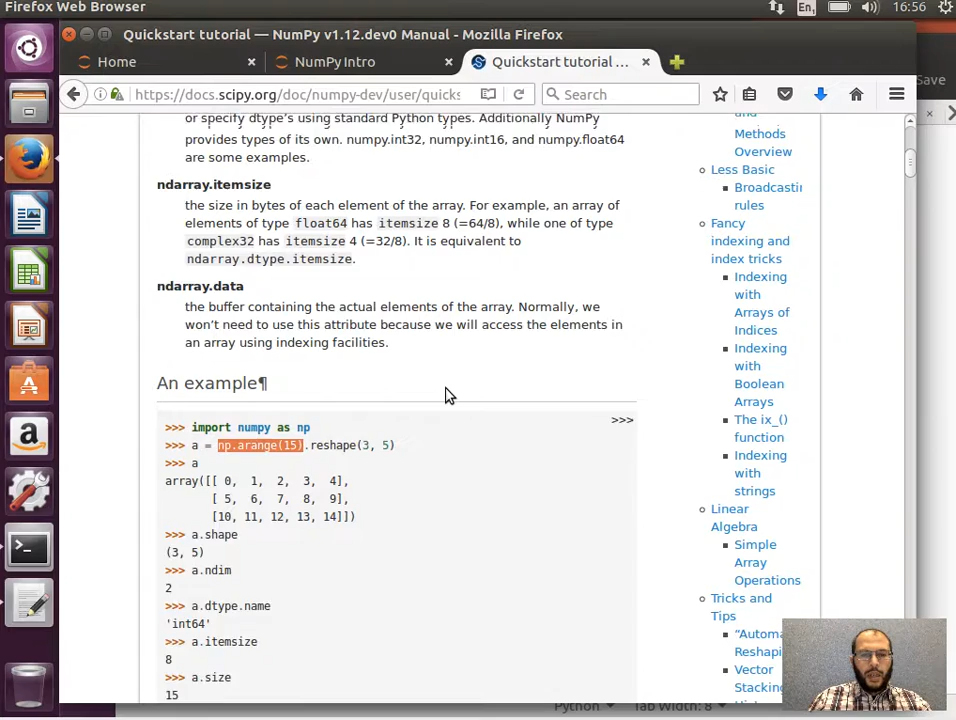 Firefox Web Browser
En1
16:56
Quickstart tutorial — NumPy v1.12.dev0 Manual - Mozilla Firefox
Home
NumPy Intro
Quickstart tutorial ...
https://docs.scipy.org/doc/numpy-dev/user/quicks
Search
Save
or specify dtype's using standard Python types. Additionally NumPy
provides types of its own. numpy.int32, numpy.int16, and numpy.float64
are some examples.
ndarray.itemsize
the size in bytes of each element of the array. For example, an array of
elements of type float64 has itemsize 8 (=64/8), while one of type
complex32 has itemsize 4 (=32/8). It is equivalent to
ndarray.dtype.itemsize.
ndarray.data
the buffer containing the actual elements of the array. Normally, we
won't need to use this attribute because we will access the elements in
an array using indexing facilities.
An example¶
>>>
>>> import numpy as np
>>> a = np.arange(15).reshape(3, 5)
>>> a
array([[ 0, 1, 2, 3, 4],
[ 5, 6, 7, 8, 9],
[10, 11, 12, 13, 14]])
>>> a.shape
(3, 5)
>>> a.ndim
2
>>> a.dtype.name
'int64'
>>> a.itemsize
8
>>> a.size
15
and
Methods
Overview
Less Basic
Broadcasti
rules
Fancy
indexing and
index tricks
Indexing
with
Arrays of
Indices
Indexing
with
Boolean
Arrays
The ix_()
function
Indexing
with
strings
Linear
Algebra
Simple
Array
Operations
Tricks and
Tips
"Automa
Reshapi
Vector
Stacking
Python
Tab Width: 8